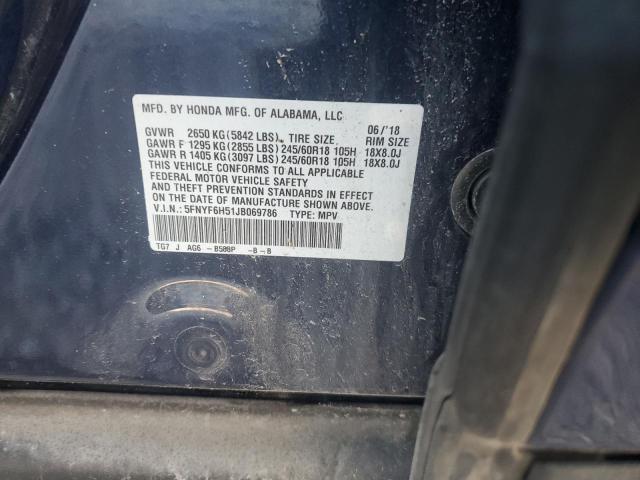 MFD. BY HONDA MFG. OF ALABAMA, LLC
GVWR 2650 KG (5842 LBS) TIRE SIZE 06/'18 RIM SIZE
GAWR F 1295 KG (2855 LBS) 245/60R18 105H 18X8.0J
GAWR R 1405 KG (3097 LBS) 245/60R18 105H 18X8.0J
THIS VEHICLE CONFORMS TO ALL APPLICABLE
FEDERAL MOTOR VEHICLE SAFETY
AND THEFT PREVENTION STANDARDS IN EFFECT
ON THE DATE OF MANUFACTURE SHOWN ABOVE.
V.I.N.: 5FNYF6H51JB069786 TYPE: MPV
TG7 J AG6 -B588P -B-B